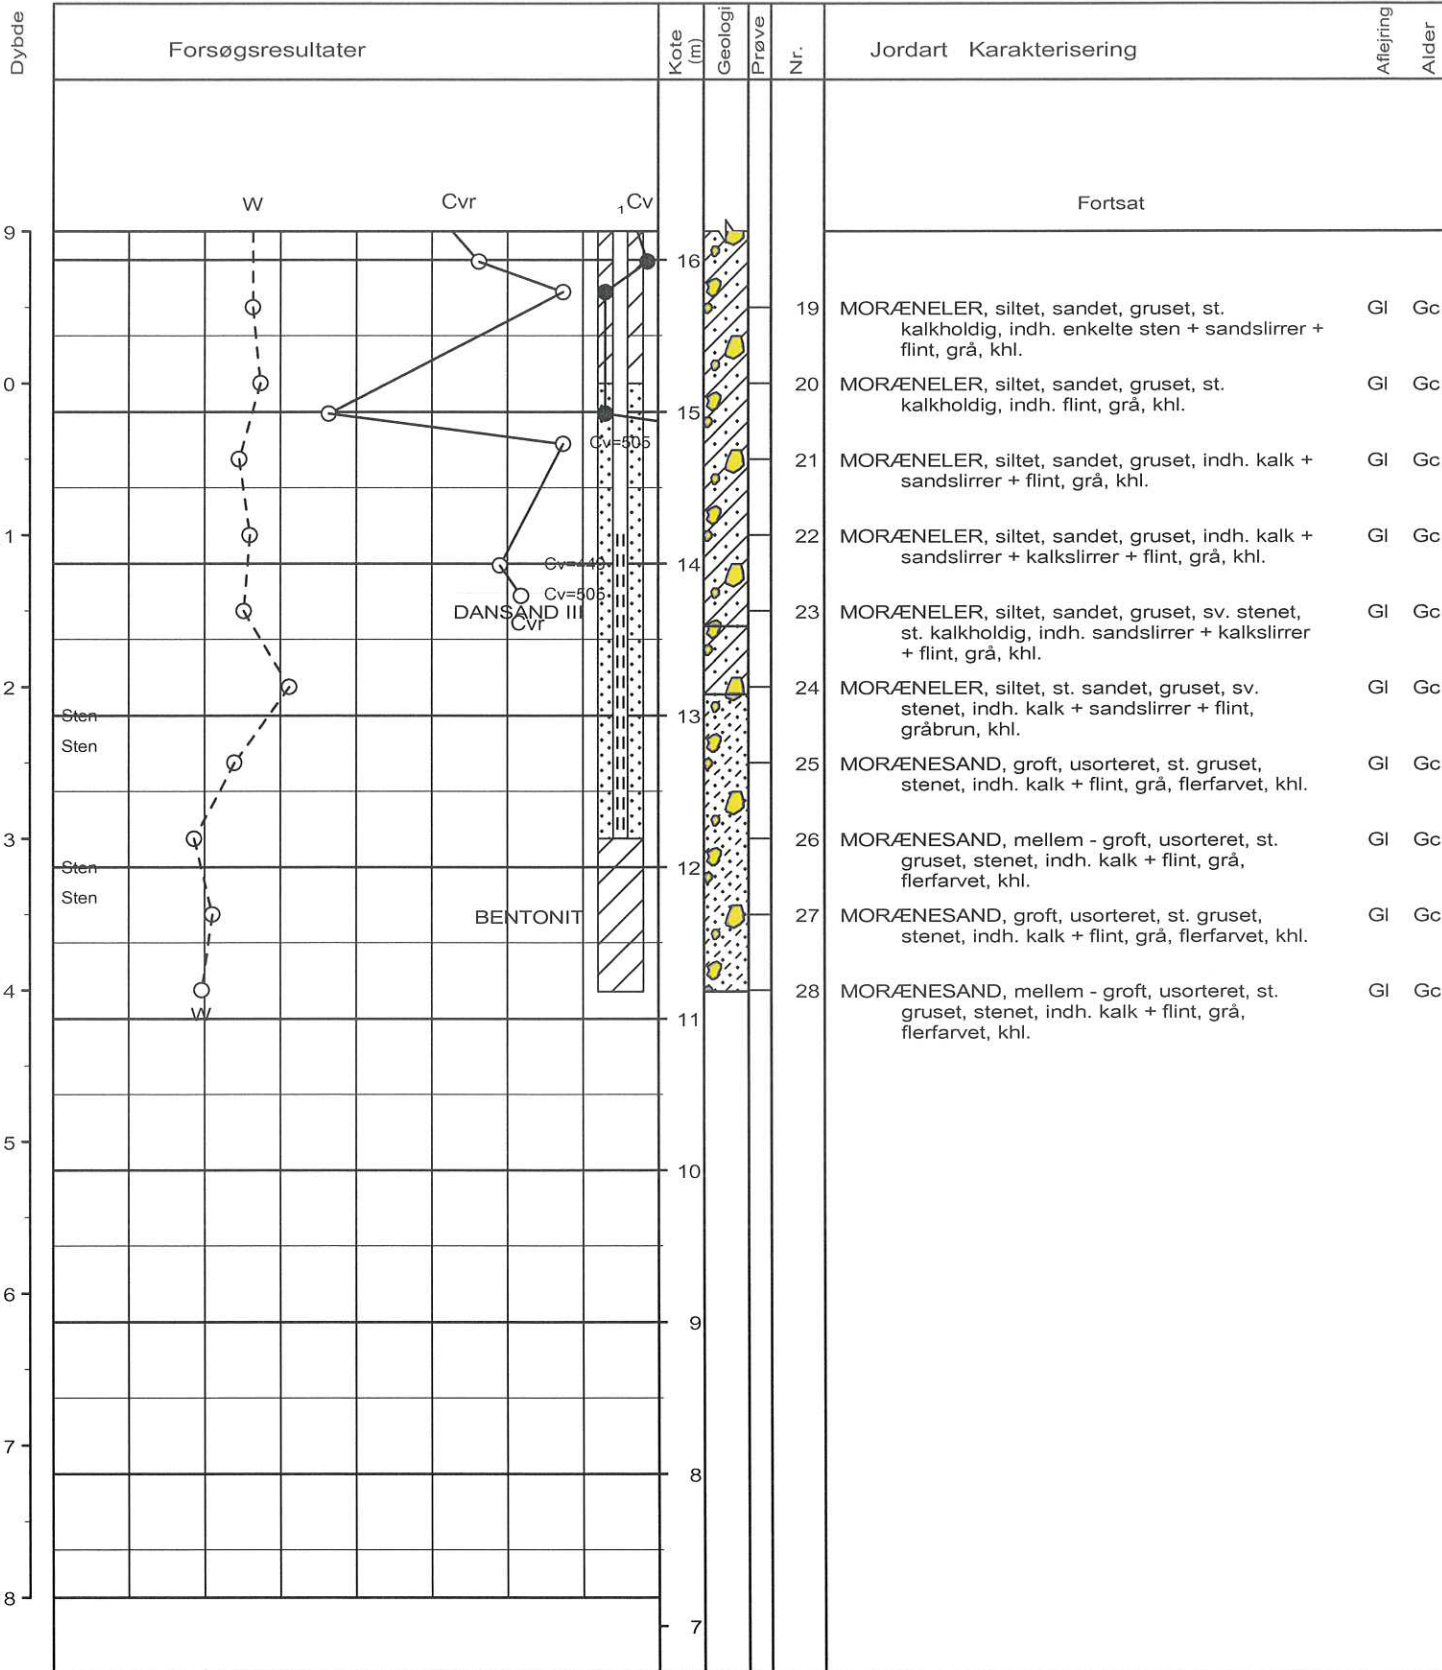 Dybde
Forsøgsresultater
Kote (m)
Geologi
Prøve
Nr.
Jordart Karakterisering
Aflejring
Alder
W
Cvr
1 Cv
Fortsat
9
16
19 MORÆNELER, siltet, sandet, gruset, st. Gl Gc
kalkholdig, indh. enkelte sten + sandslirrer +
flint, grå, khl.
0
20 MORÆNELER, siltet, sandet, gruset, st. Gl Gc
kalkholdig, indh. flint, grå, khl.
15
Cv=505
21 MORÆNELER, siltet, sandet, gruset, indh. kalk + Gl Gc
sandslirrer + flint, grå, khl.
1
22 MORÆNELER, siltet, sandet, gruset, indh. kalk + Gl Gc
sandslirrer + kalkslirrer + flint, grå, khl.
14
Cv=505
DANSAND III
Cvr
23 MORÆNELER, siltet, sandet, gruset, sv. stenet, Gl Gc
st. kalkholdig, indh. sandslirrer + kalkslirrer
+ flint, grå, khl.
2
24 MORÆNELER, siltet, st. sandet, gruset, sv. Gl Gc
stenet, indh. kalk + sandslirrer + flint,
gråbrun, khl.
Sten
13
Sten
25 MORÆNESAND, groft, usorteret, st. gruset, Gl Gc
stenet, indh. kalk + flint, grå, flerfarvet, khl.
3
26 MORÆNESAND, mellem - groft, usorteret, st. Gl Gc
gruset, stenet, indh. kalk + flint, grå,
flerfarvet, khl.
Sten
12
Sten
BENTONIT
27 MORÆNESAND, groft, usorteret, st. gruset, Gl Gc
stenet, indh. kalk + flint, grå, flerfarvet, khl.
4
28 MORÆNESAND, mellem - groft, usorteret, st. Gl Gc
gruset, stenet, indh. kalk + flint, grå,
flerfarvet, khl.
W
11
5
10
6
9
7
8
8
7